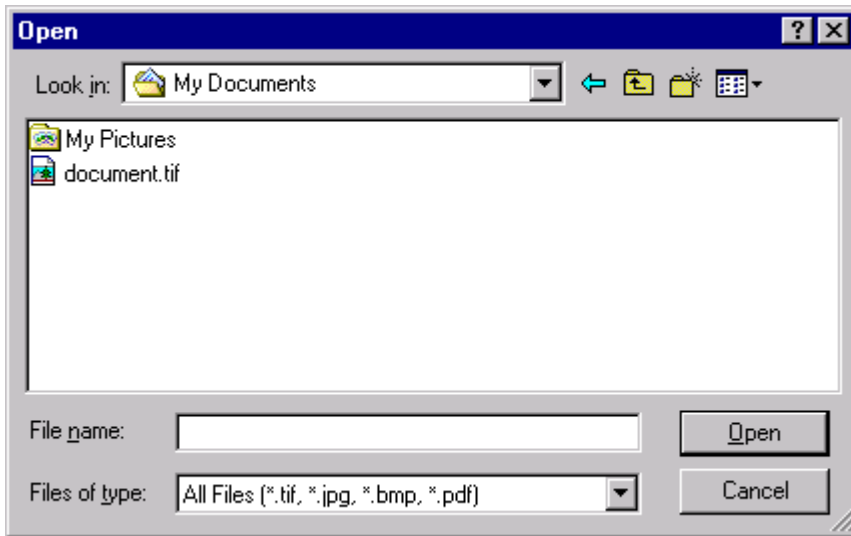 Open
Look in: My Documents
My Pictures
document.tif
File name: Open
Files of type: All Files (*.tif, *.jpg, *.bmp, *.pdf) Cancel